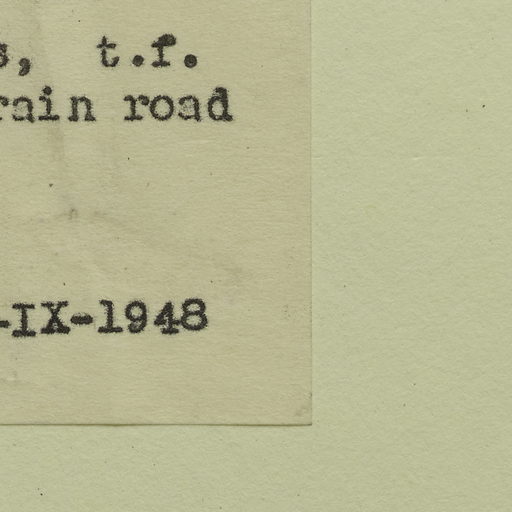 s, t.f.
rain road
-IX-1948